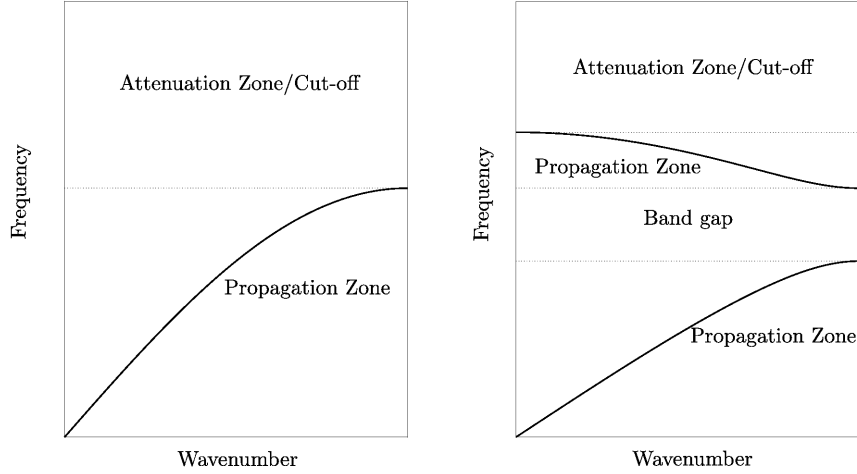 Attenuation Zone/Cut-off
Propagation Zone
Frequency
Wavenumber
Attenuation Zone/Cut-off
Propagation Zone
Band gap
Propagation Zone
Frequency
Wavenumber